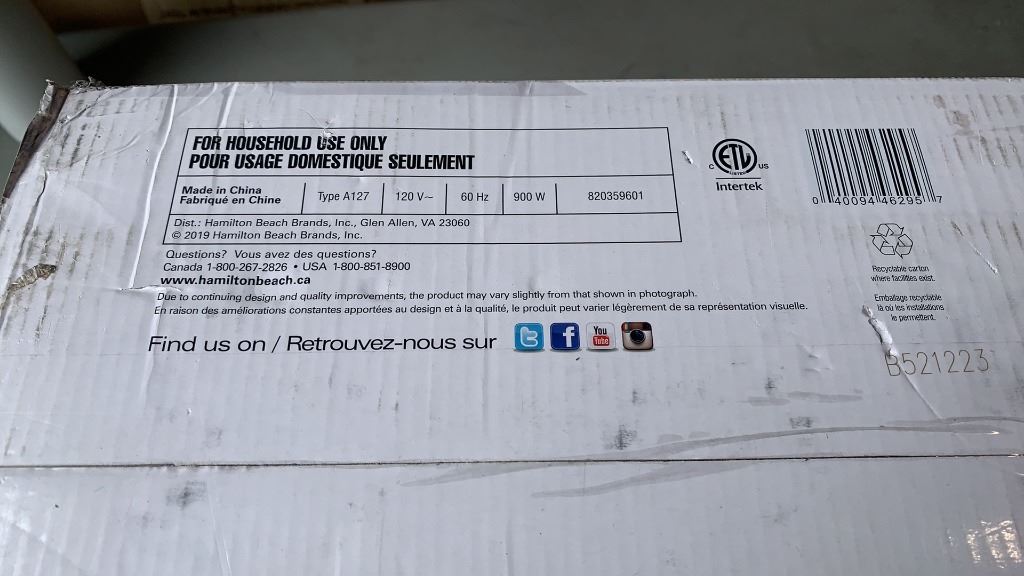 FOR HOUSEHOLD USE ONLY
POUR USAGE DOMESTIQUE SEULEMENT
Made in China
Fabriqué en Chine
Type A127
120 V~
60 Hz
900 W
820359601
Dist.: Hamilton Beach Brands, Inc., Glen Allen, VA 23060
© 2019 Hamilton Beach Brands, Inc.
Questions? Vous avez des questions?
Canada 1-800-267-2826 • USA 1-800-851-8900
www.hamiltonbeach.ca
Due to continuing design and quality improvements, the product may vary slightly from that shown in photograph.
En raison des améliorations constantes apportées au design et à la qualité, le produit peut varier légèrement de sa représentation visuelle.
Find us on / Retrouvez-nous sur
You
Tube
C ETL US
LISTED
Intertek
0 40094 46295 7
Recyclable carton
where facilities exist.
Emballage recyclable
là où les installations
le permettent.
B521223